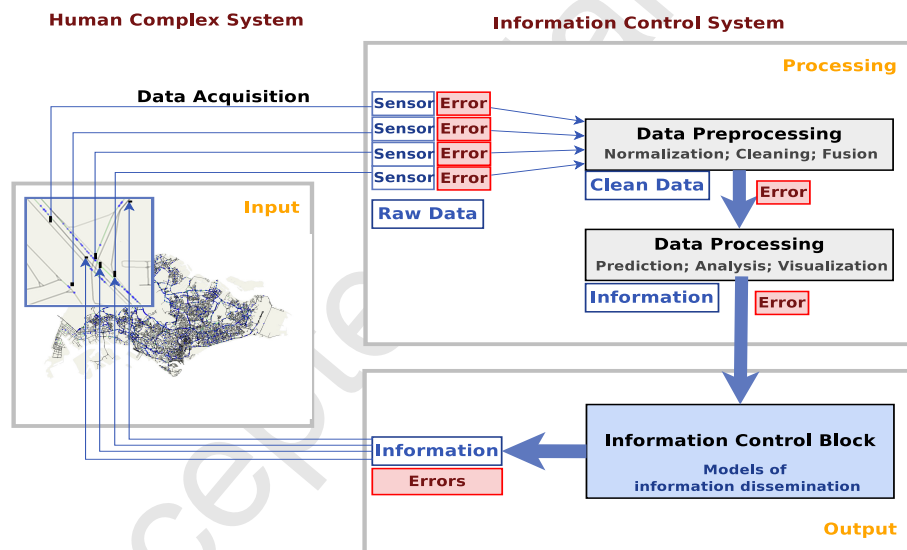 Human Complex System
Information Control System
Processing
Data Acquisition
Sensor Error
Sensor Error
Sensor Error
Sensor Error
Raw Data
Data Preprocessing
Normalization; Cleaning; Fusion
Clean Data
Error
Input
Data Processing
Prediction; Analysis; Visualization
Information
Error
Information Control Block
Models of
information dissemination
Information
Errors
Output